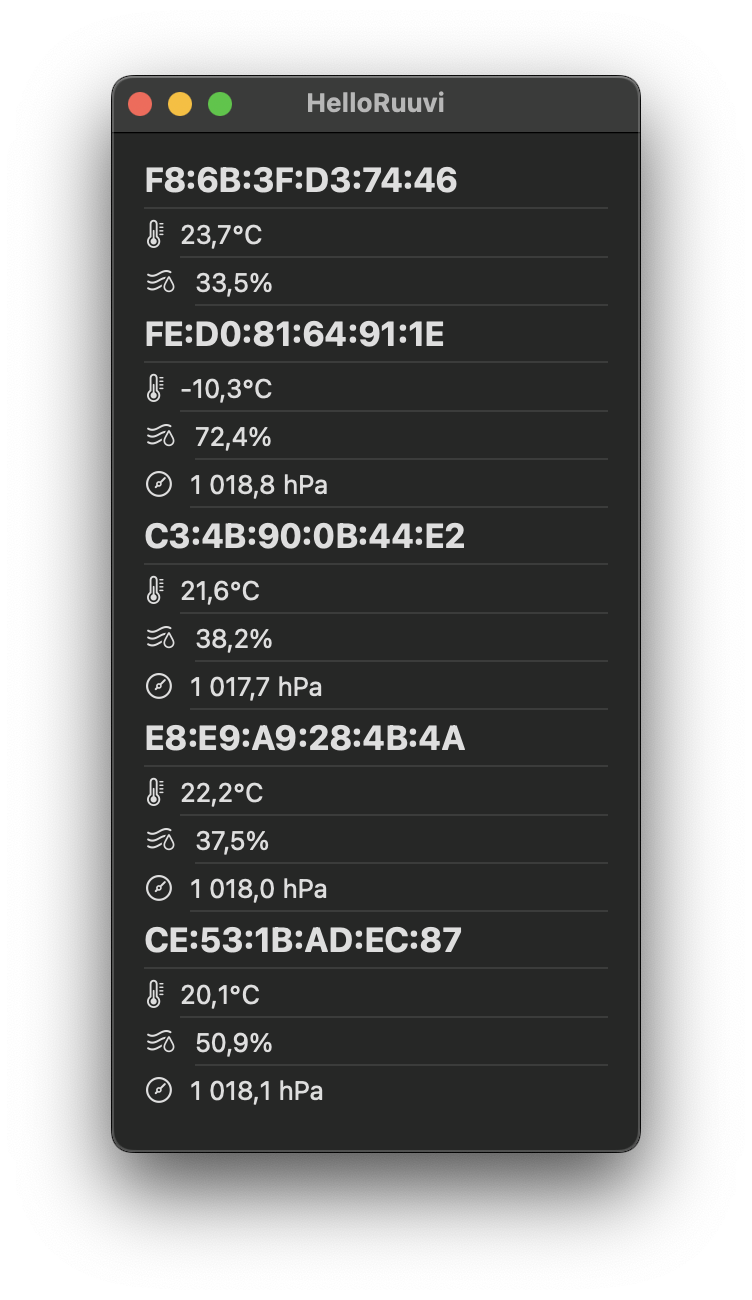 HelloRuuvi
F8:6B:3F:D3:74:46
23,7°C
33,5%
FE:D0:81:64:91:1E
-10,3°C
72,4%
1 018,8 hPa
C3:4B:90:0B:44:E2
21,6°C
38,2%
1 017,7 hPa
E8:E9:A9:28:4B:4A
22,2°C
37,5%
1 018,0 hPa
CE:53:1B:AD:EC:87
20,1°C
50,9%
1 018,1 hPa